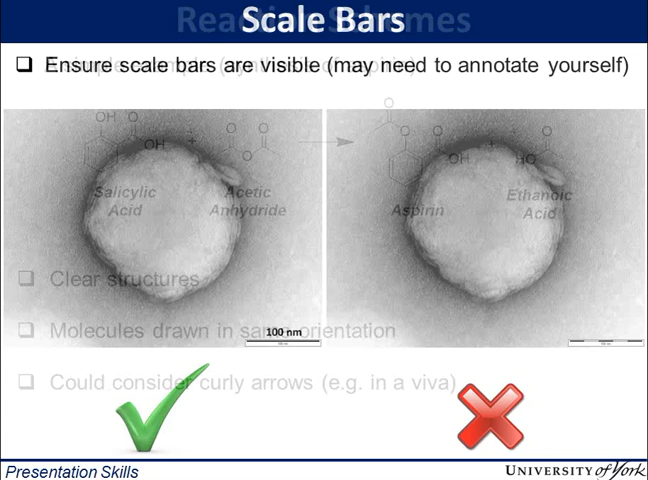 Reaction Schemes
Scale Bars
Ensure scale bars are visible (may need to annotate yourself)
OH
O
OH
+
O
O
O
Salicylic
Acid
Acetic
Anhydride
O
O
O
OH
+
O
HO
Aspirin
Ethanoic
Acid
Clear structures
100 nm
Molecules drawn in same orientation
Could consider curly arrows (e.g. in a viva)
Presentation Skills
UNIVERSITY of York